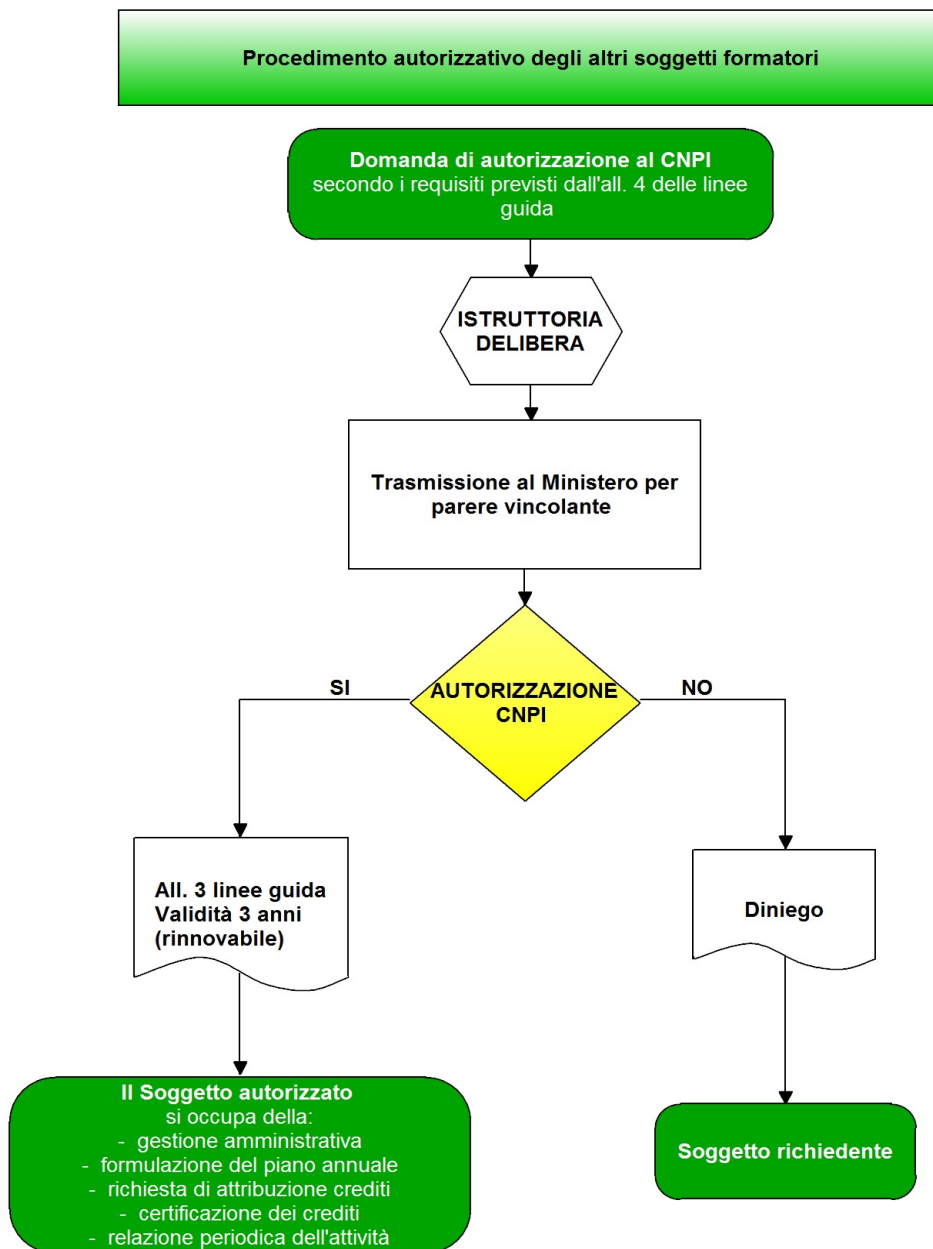 Procedimento autorizzativo degli altri soggetti formatori
Domanda di autorizzazione al CNPI
secondo i requisiti previsti dall'all. 4 delle linee
guida
ISTRUTTORIA
DELIBERA
Trasmissione al Ministero per
parere vincolante
SI
AUTORIZZAZIONE
CNPI
NO
All. 3 linee guida
Validità 3 anni
(rinnovabile)
Diniego
Il Soggetto autorizzato
si occupa della:
- gestione amministrativa
- formulazione del piano annuale
- richiesta di attribuzione crediti
- certificazione dei crediti
- relazione periodica dell'attività
Soggetto richiedente